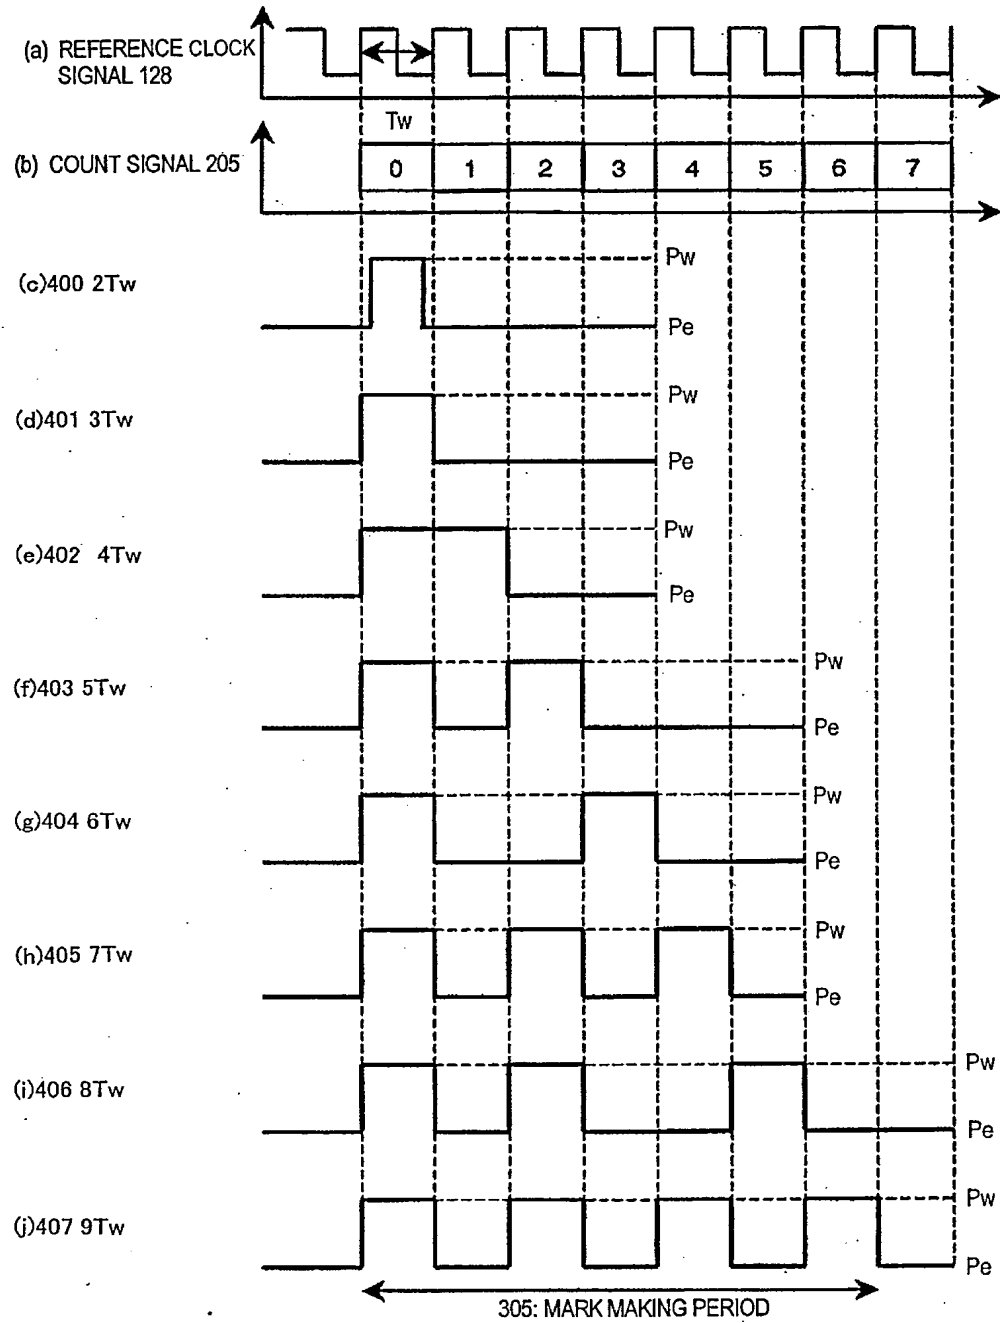 (a) REFERENCE CLOCK
SIGNAL 128
Tw
(b) COUNT SIGNAL 205
0 1 2 3 4 5 6 7
(c)400 2Tw
Pw
Pe
(d)401 3Tw
Pw
Pe
(e)402 4Tw
Pw
Pe
(f)403 5Tw
Pw
Pe
(g)404 6Tw
Pw
Pe
(h)405 7Tw
Pw
Pe
(i)406 8Tw
Pw
Pe
(j)407 9Tw
Pw
Pe
305: MARK MAKING PERIOD